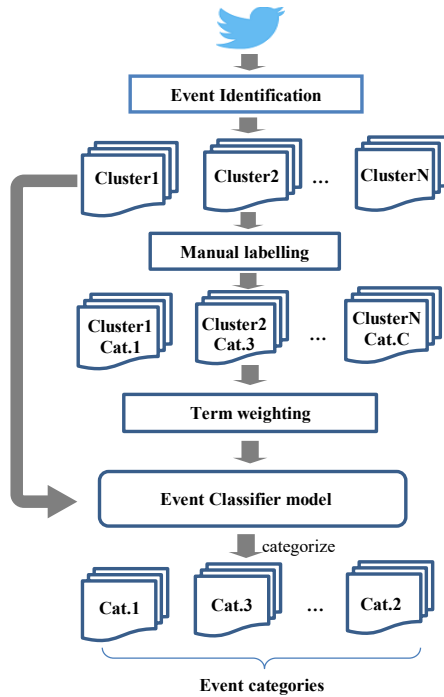 Event Identification
Cluster1
Cluster2
...
ClusterN
Manual labelling
Cluster1
Cat.1
Cluster2
Cat.3
...
ClusterN
Cat.C
Term weighting
Event Classifier model
categorize
Cat.1
Cat.3
...
Cat.2
Event categories